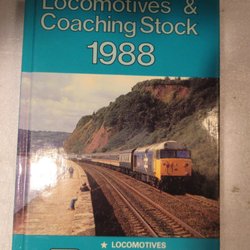 Locomotives &
Coaching Stock
1988
★ LOCOMOTIVES